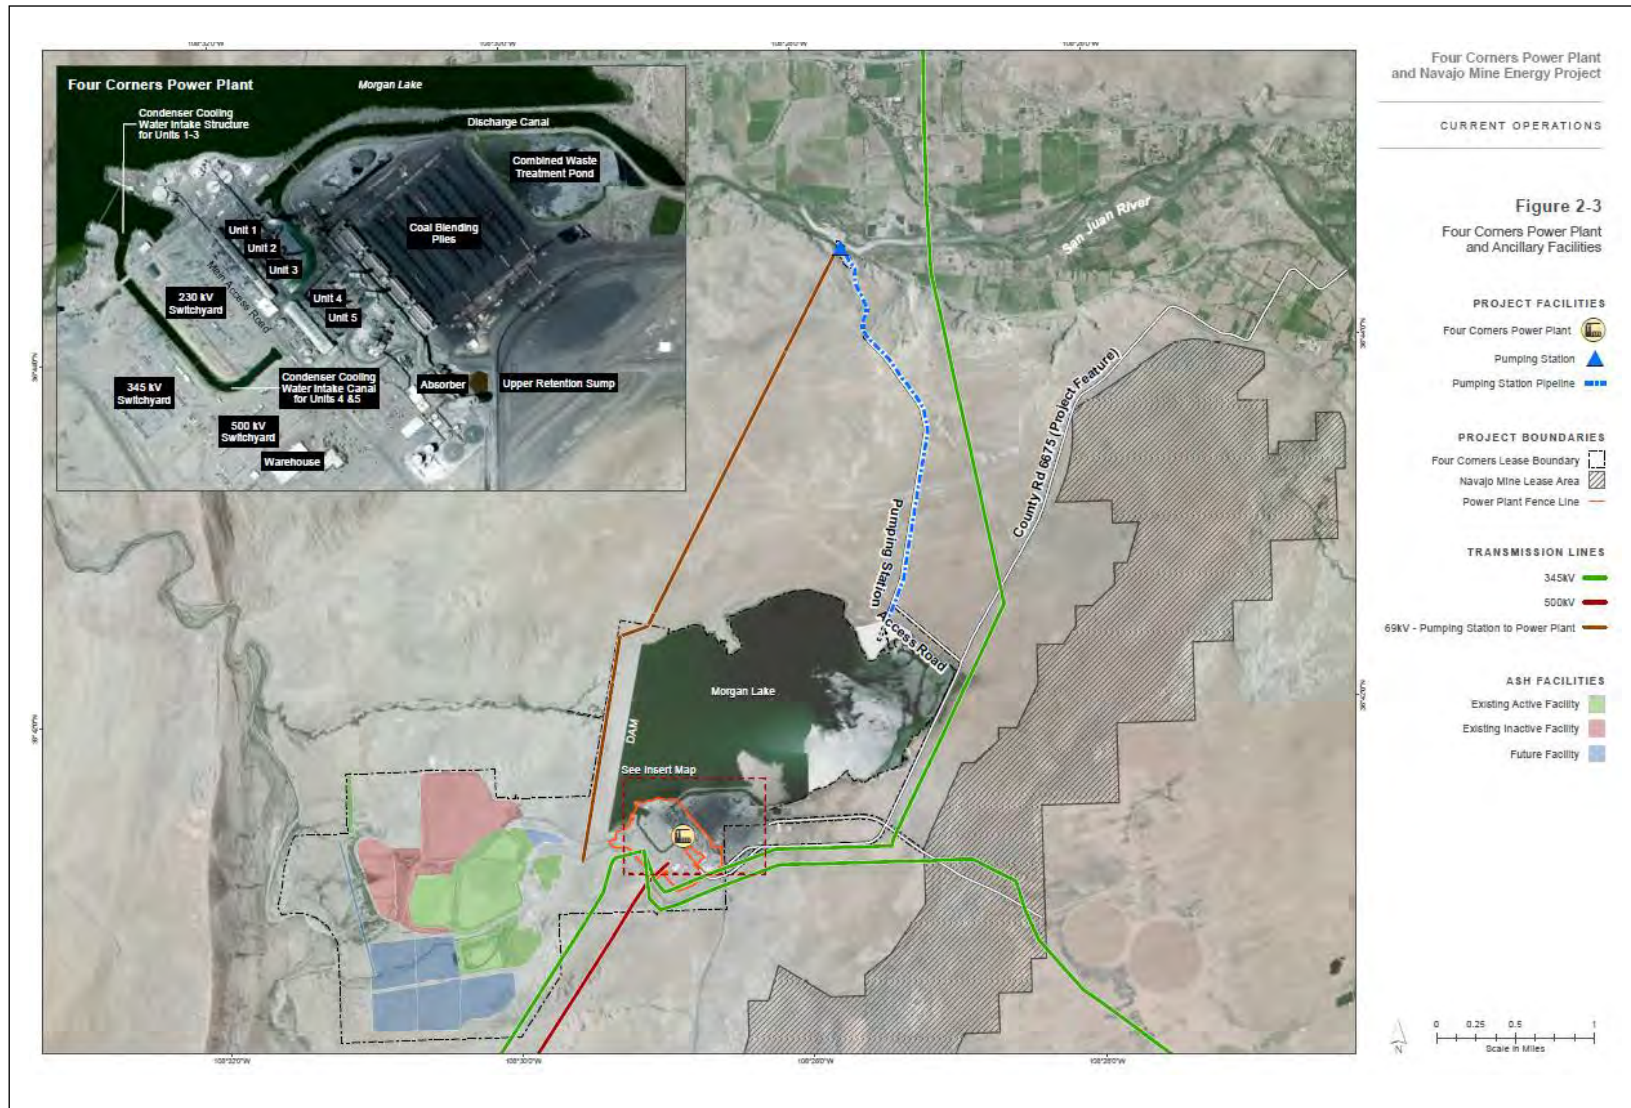 Four Corners Power Plant
and Navajo Mine Energy Project
CURRENT OPERATIONS
Figure 2-3
Four Corners Power Plant
and Ancillary Facilities
PROJECT FACILITIES
Four Corners Power Plant
Pumping Station
Pumping Station Pipeline
PROJECT BOUNDARIES
Four Corners Lease Boundary
Navajo Mine Lease Area
Power Plant Fence Line
TRANSMISSION LINES
345kV
500kV
69kV - Pumping Station to Power Plant
ASH FACILITIES
Existing Active Facility
Existing Inactive Facility
Future Facility
N
0 0.25 0.5 1
Scale in Miles
Four Corners Power Plant
Morgan Lake
Condenser Cooling
Water Intake Structure
for Units 1-3
Discharge Canal
Combined Waste
Treatment Pond
Coal Blending
Piles
Unit 1
Unit 2
Unit 3
Unit 4
Unit 5
Main Access Road
230 kV
Switchyard
345 kV
Switchyard
Condenser Cooling
Water Intake Canal
for Units 4 &5
Absorber
Upper Retention Sump
500 kV
Switchyard
Warehouse
San Juan River
County Rd 6675 (Project Feature)
Pumping Station
Access Road
Morgan Lake
DAM
See Insert Map